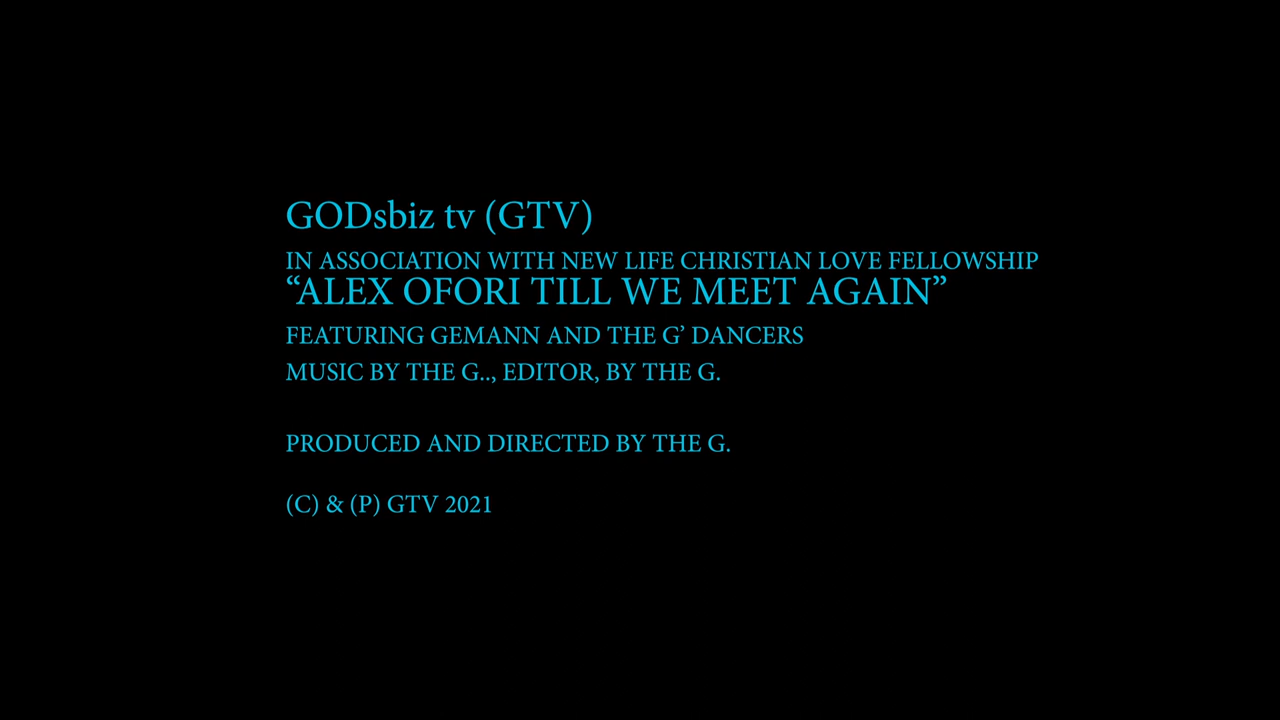 GODsbiz tv (GTV)
IN ASSOCIATION WITH NEW LIFE CHRISTIAN LOVE FELLOWSHIP
“ALEX OFORI TILL WE MEET AGAIN”
FEATURING GEMANN AND THE G’ DANCERS
MUSIC BY THE G.., EDITOR, BY THE G.
PRODUCED AND DIRECTED BY THE G.
(C) & (P) GTV 2021